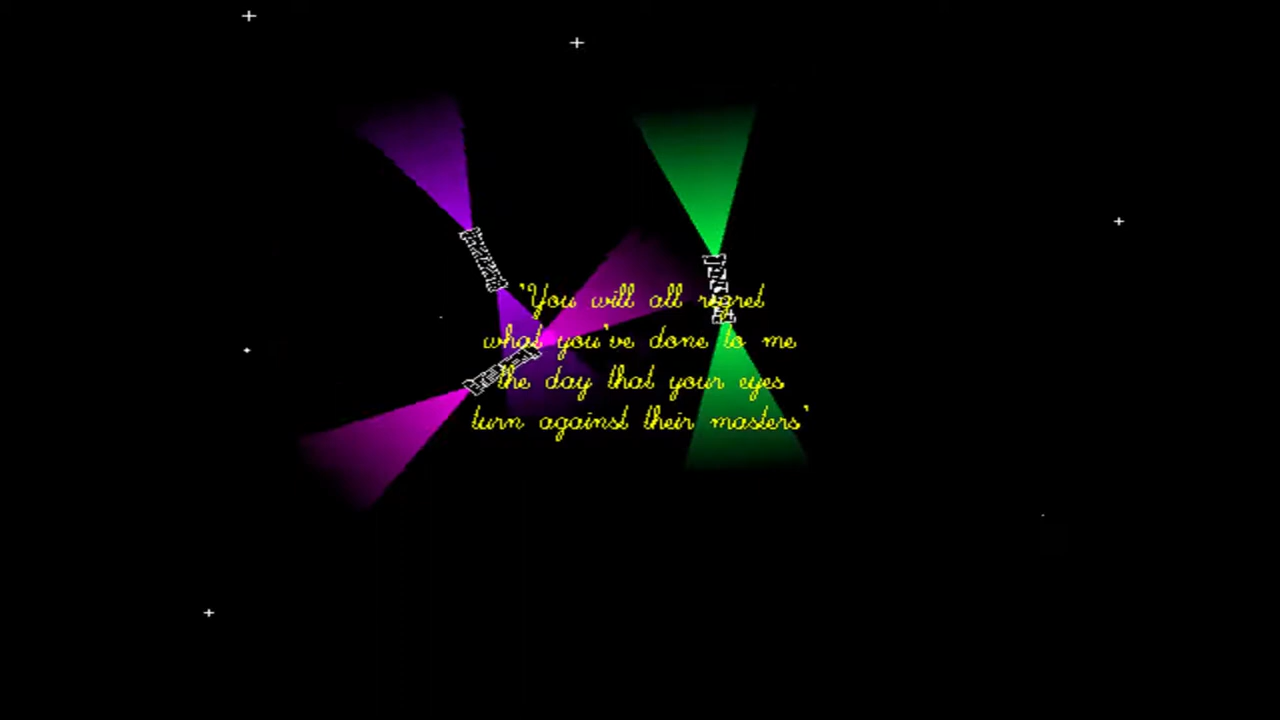 'You will all regret
what you've done to me
the day that your eyes
turn against their masters'